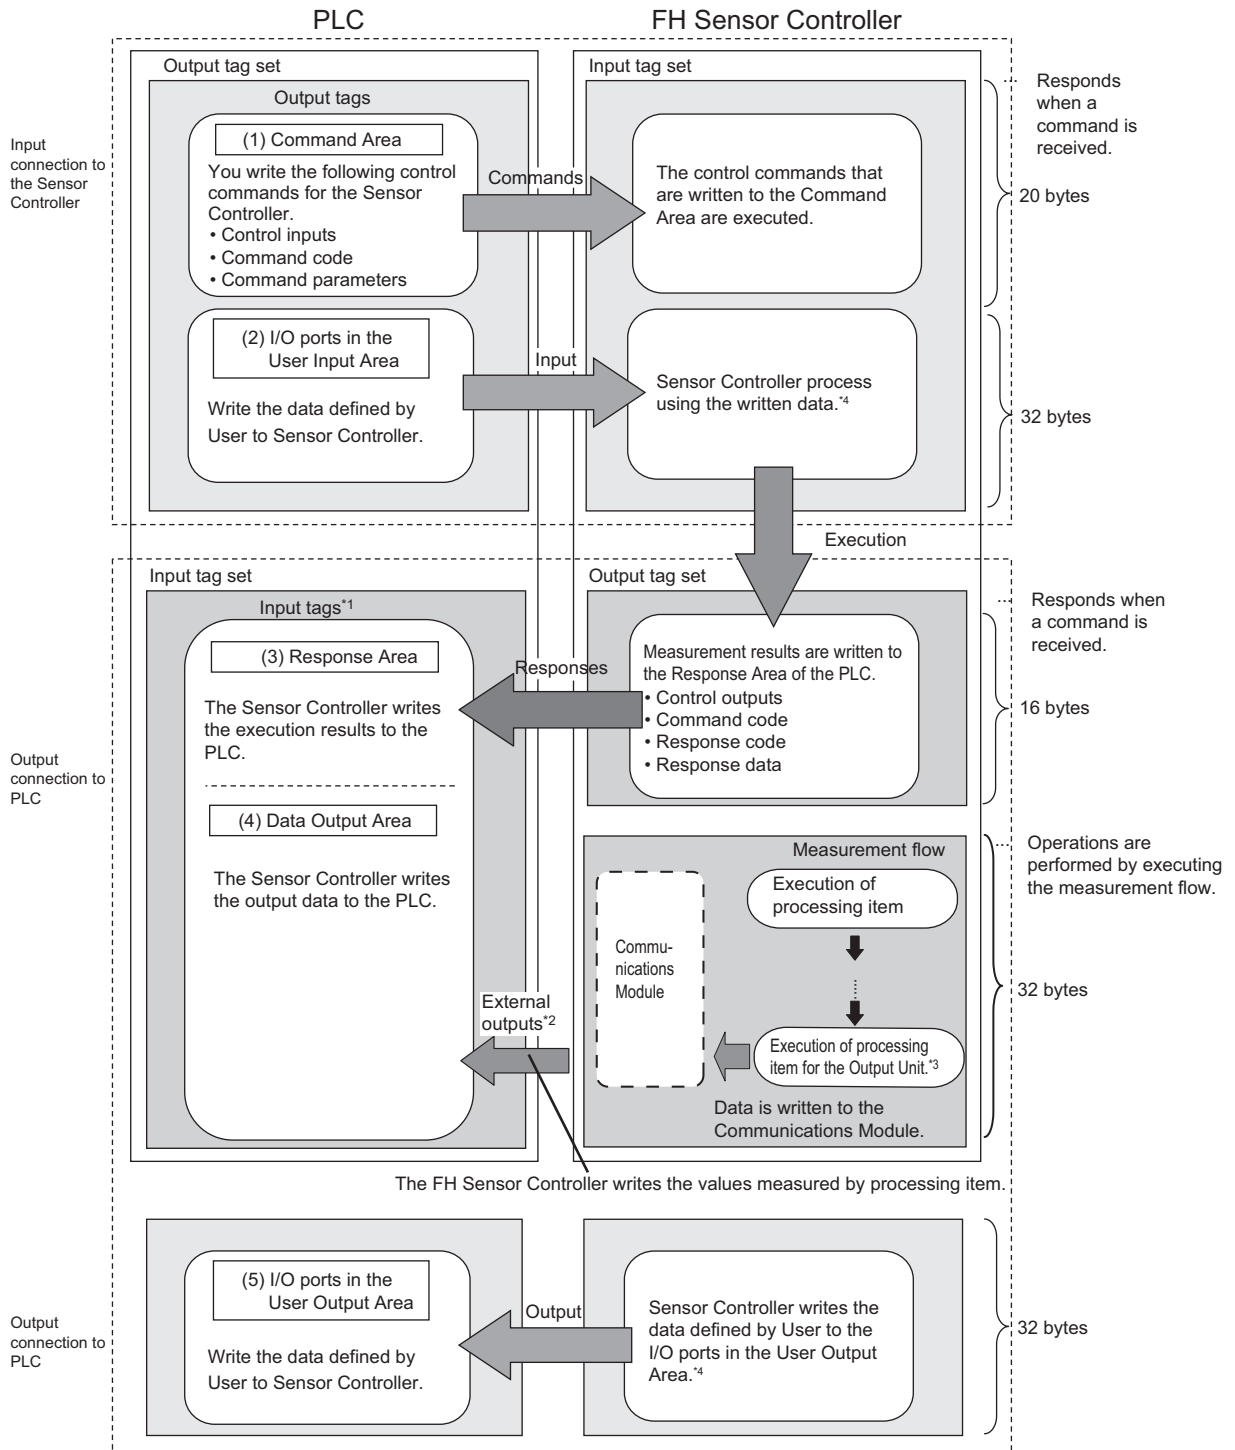 PLC
FH Sensor Controller
Output tag set
Input tag set
Output tags
Input
connection to
the Sensor
Controller
(1) Command Area
You write the following control
commands for the Sensor
Controller.
• Control inputs
• Command code
• Command parameters
Commands
The control commands that
are written to the Command
Area are executed.
Responds
when a
command is
received.
20 bytes
(2) I/O ports in the
User Input Area
Write the data defined by
User to Sensor Controller.
Input
Sensor Controller process
using the written data.*4
32 bytes
Execution
Input tag set
Output tag set
Input tags*1
(3) Response Area
The Sensor Controller writes
the execution results to the
PLC.
Responses
Measurement results are written to
the Response Area of the PLC.
• Control outputs
• Command code
• Response code
• Response data
Responds when
a command is
received.
16 bytes
Output
connection to
PLC
(4) Data Output Area
The Sensor Controller writes
the output data to the PLC.
External
outputs*2
Measurement flow
Execution of
processing item
Commu-
nications
Module
Execution of processing
item for the Output Unit.*3
Data is written to the
Communications Module.
Operations are
performed by executing
the measurement flow.
32 bytes
The FH Sensor Controller writes the values measured by processing item.
Output
connection to
PLC
(5) I/O ports in the
User Output Area
Write the data defined by
User to Sensor Controller.
Output
Sensor Controller writes the
data defined by User to the
I/O ports in the User Output
Area.*4
32 bytes